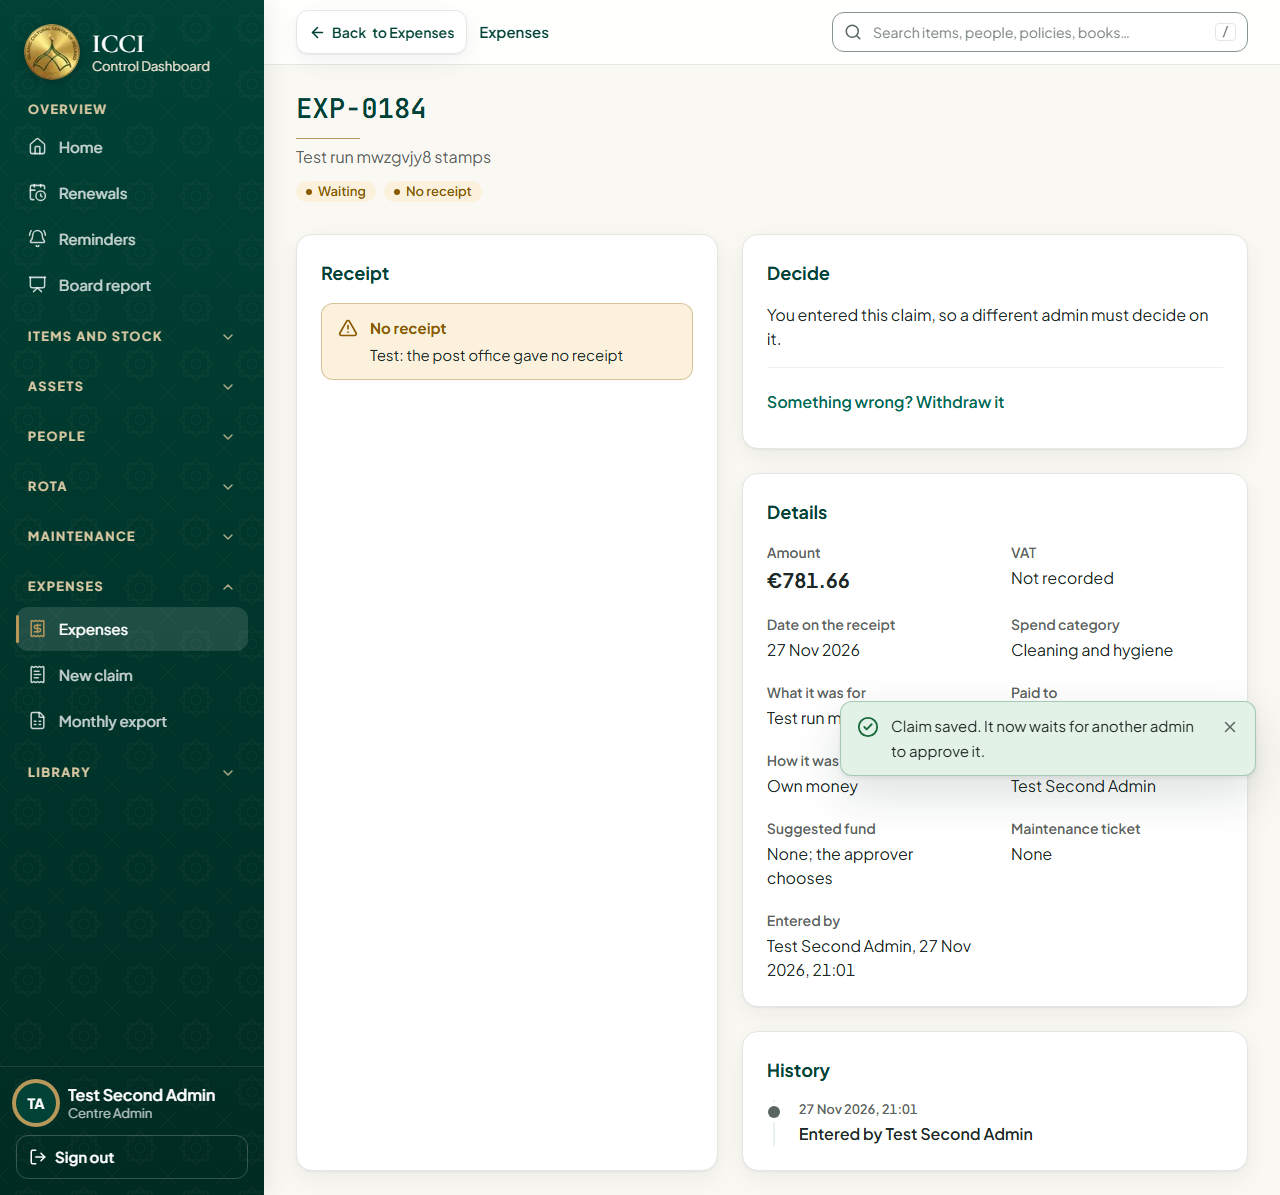 ICCI
Control Dashboard
OVERVIEW
Home
Renewals
Reminders
Board report
ITEMS AND STOCK
ASSETS
PEOPLE
ROTA
MAINTENANCE
EXPENSES
Expenses
New claim
Monthly export
LIBRARY
TA
Test Second Admin
Centre Admin
Sign out
Back to Expenses
Expenses
Search items, people, policies, books…
/
EXP-0184
Test run mwzgvjy8 stamps
Waiting
No receipt
Receipt
No receipt
Test: the post office gave no receipt
Decide
You entered this claim, so a different admin must decide on
it.
Something wrong? Withdraw it
Details
Amount
€781.66
VAT
Not recorded
Date on the receipt
27 Nov 2026
Spend category
Cleaning and hygiene
What it was for
Test run
Paid to
Claim saved. It now waits for another admin
to approve it.
How it was
Own money
Test Second Admin
Suggested fund
None; the approver
chooses
Maintenance ticket
None
Entered by
Test Second Admin, 27 Nov
2026, 21:01
History
27 Nov 2026, 21:01
Entered by Test Second Admin